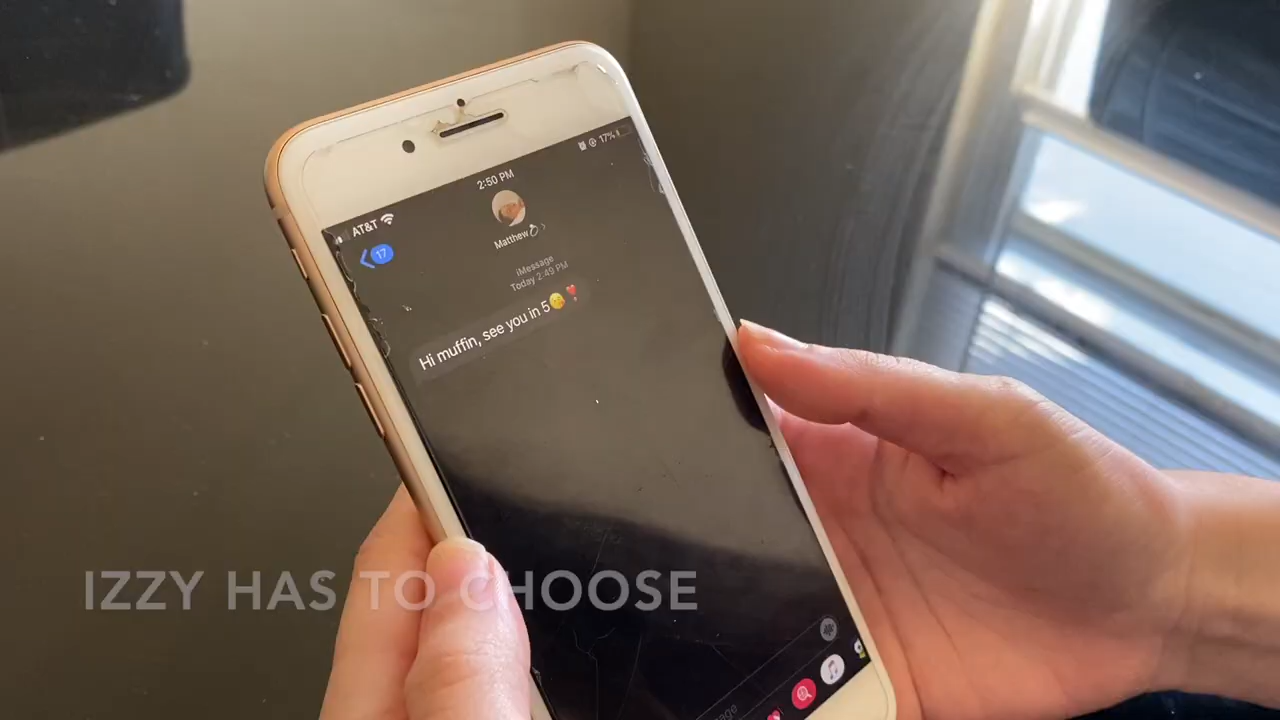 2:50 PM
17%
AT&T
17
Matthew💍 >
iMessage
Today 2:49 PM
Hi muffin, see you in 5😘❣️
IZZY HAS TO CHOOSE